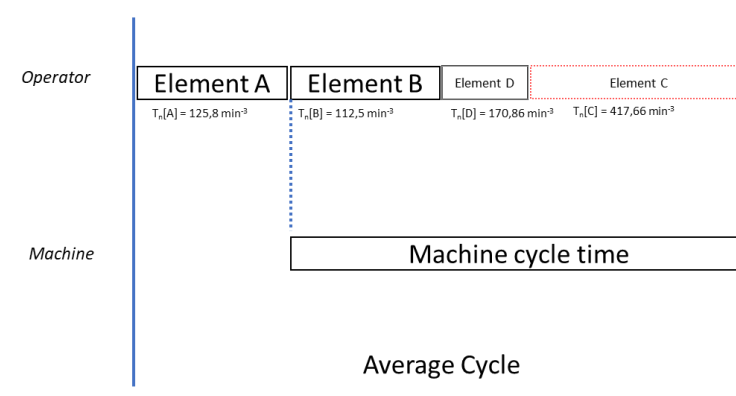 Operator
Element A
Element B
Element D
Element C
Tₙ[A] = 125,8 min⁻³
Tₙ[B] = 112,5 min⁻³
Tₙ[D] = 170,86 min⁻³
Tₙ[C] = 417,66 min⁻³
Machine
Machine cycle time
Average Cycle